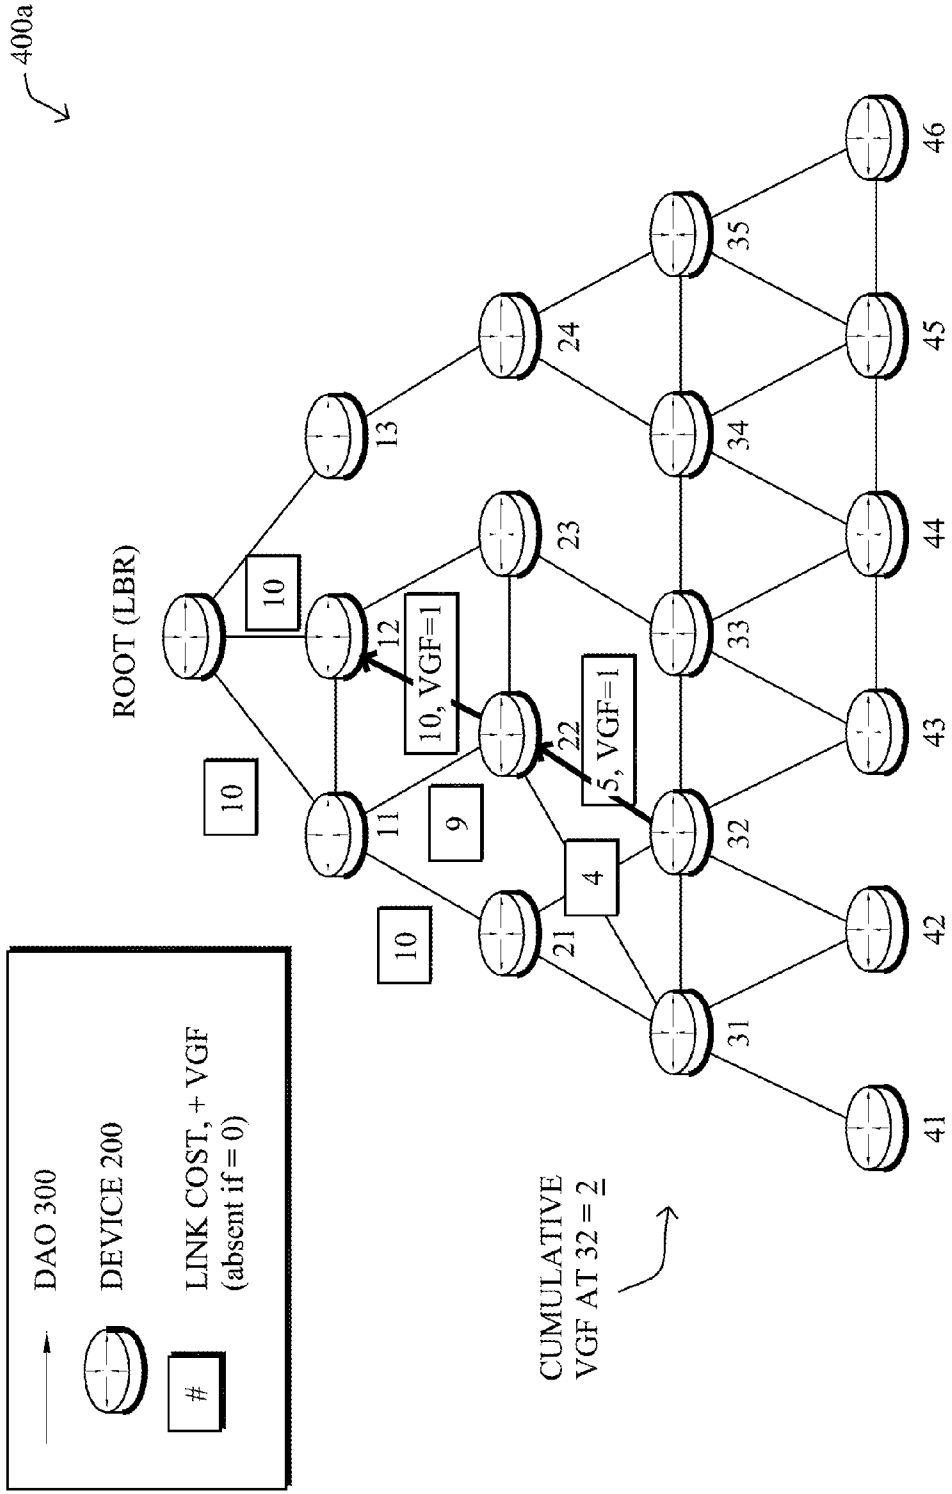 400a
DAO 300
DEVICE 200
#
LINK COST, + VGF
(absent if = 0)
ROOT (LBR)
10
10
11
12
13
10
9
10, VGF=1
21
22
23
24
4
5, VGF=1
CUMULATIVE
VGF AT 32 = 2
31
32
33
34
35
41
42
43
44
45
46